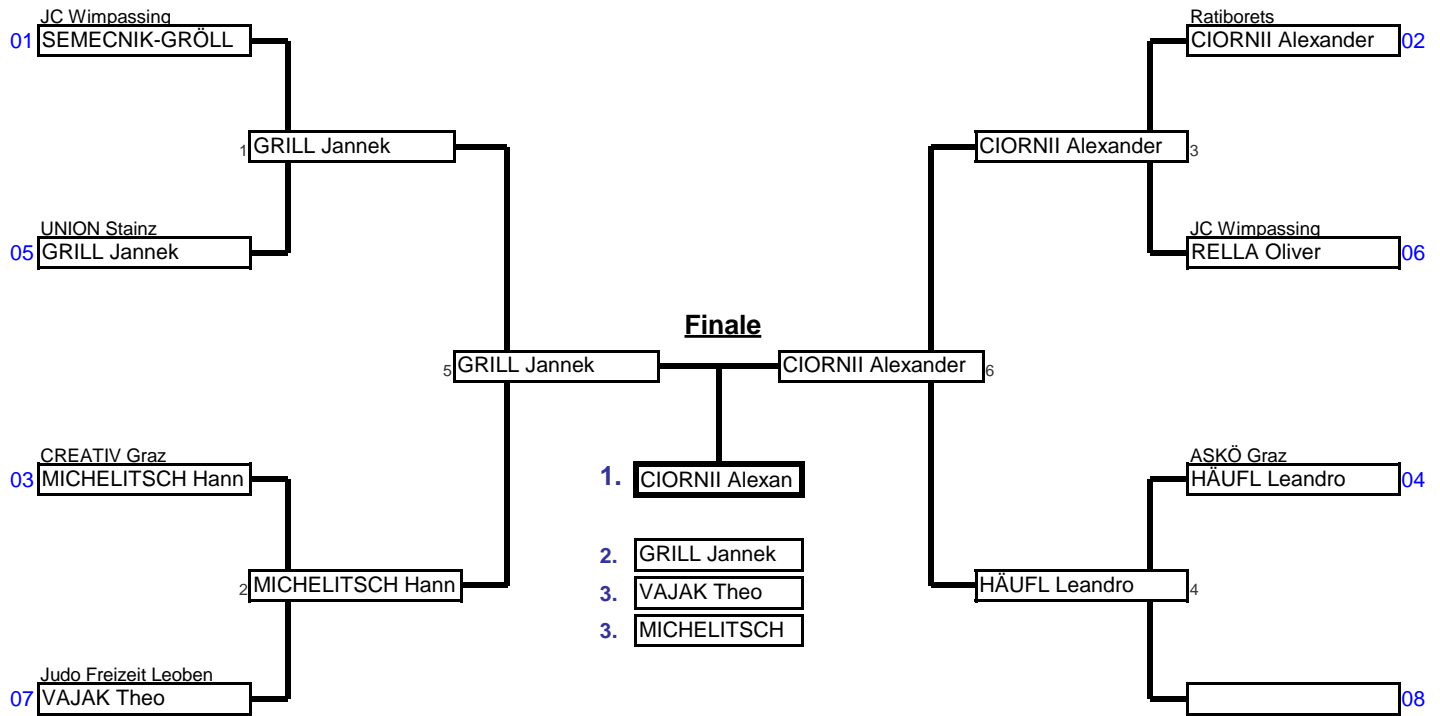 JC Wimpassing
01 SEMECNIK-GRÖLL
1 GRILL Jannek
UNION Stainz
05 GRILL Jannek
5 GRILL Jannek
CREATIV Graz
03 MICHELITSCH Hann
2 MICHELITSCH Hann
Judo Freizeit Leoben
07 VAJAK Theo
Finale
1. CIORNII Alexan
2. GRILL Jannek
3. VAJAK Theo
3. MICHELITSCH
Ratiborets
CIORNII Alexander 02
CIORNII Alexander 3
JC Wimpassing
RELLA Oliver 06
CIORNII Alexander 6
ASKÖ Graz
HÄUFL Leandro 04
HÄUFL Leandro 4
08